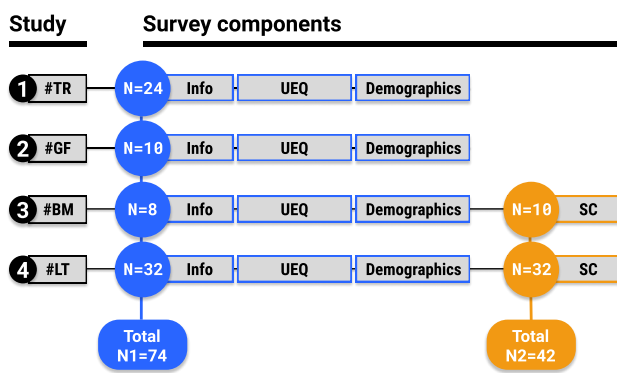 Study Survey components
1 #TR N=24 Info UEQ Demographics
2 #GF N=10 Info UEQ Demographics
3 #BM N=8 Info UEQ Demographics N=10 SC
4 #LT N=32 Info UEQ Demographics N=32 SC
Total Total
N1=74 N2=42